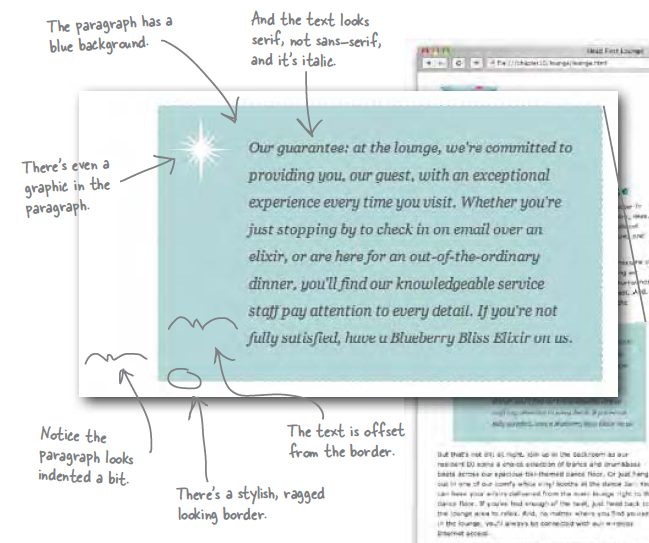 The paragraph has a
blue background.
And the text looks
serif, not sans-serif,
and it's italic.
Head First Lounge
There's even a
graphic in the
paragraph.
Our guarantee: at the lounge, we're committed to
providing you, our guest, with an exceptional
experience every time you visit. Whether you're
just stopping by to check in on email over an
elixir, or are here for an out-of-the-ordinary
dinner, you'll find our knowledgeable service
staff pay attention to every detail. If you're not
fully satisfied, have a Blueberry Bliss Elixir on us.
Notice the
paragraph looks
indented a bit.
There's a stylish, ragged
looking border.
The text is offset
from the border.
But that's not all; at night, join us in the backroom as our
resident DJ spins a choice selection of trance and drum&bass
beats across our spacious tiki-themed dance floor. Or just hang
out in one of our comfy white vinyl booths at the dance bar. You
can have your elixirs delivered from the main lounge right to the
dance floor. If you've had enough of the beat, just head back to
the lounge area to relax. And, no matter where you find yourself
in the lounge, you'll always be connected with our wireless
Internet access.